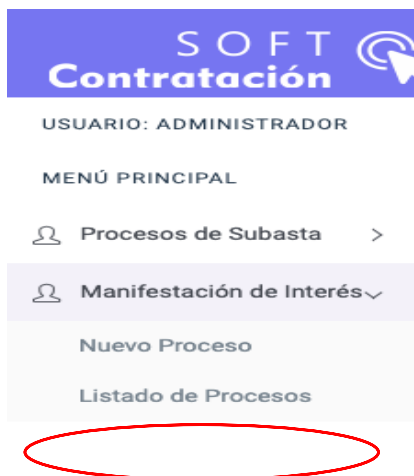 SOFT
Contratación
USUARIO: ADMINISTRADOR
MENÚ PRINCIPAL
Procesos de Subasta >
Manifestación de Interés
Nuevo Proceso
Listado de Procesos